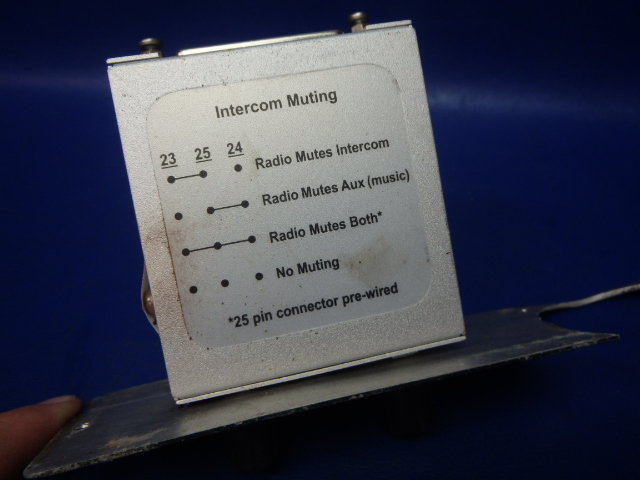 Intercom Muting
23 25 24
Radio Mutes Intercom
Radio Mutes Aux (music)
Radio Mutes Both*
No Muting
*25 pin connector pre-wired